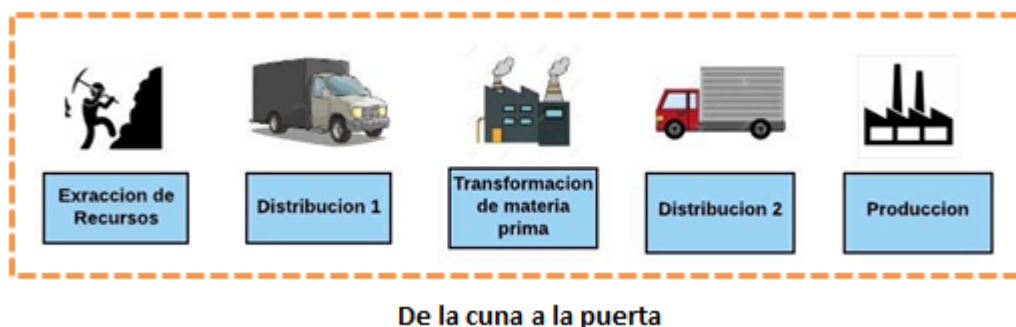 Exraccion de
Recursos
Distribucion 1
Transformacion
de materia
prima
Distribucion 2
Produccion
De la cuna a la puerta